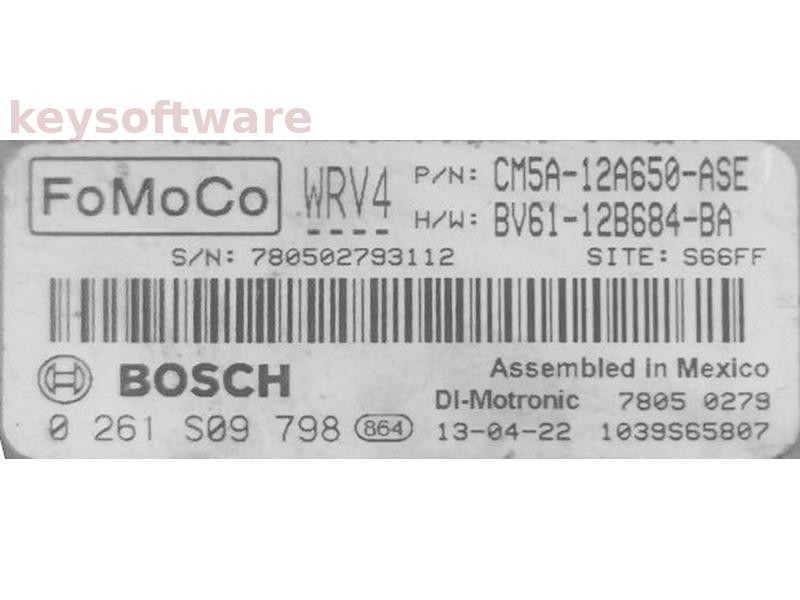 keysoftware
FoMoCo WRV4 P/N: CM5A-12A650-ASE
H/W: BV61-12B684-BA
S/N: 780502793112 SITE: S66FF
BOSCH Assembled in Mexico
DI-Motronic 7805 0279
0 261 S09 798 864 13-04-22 1039S65807